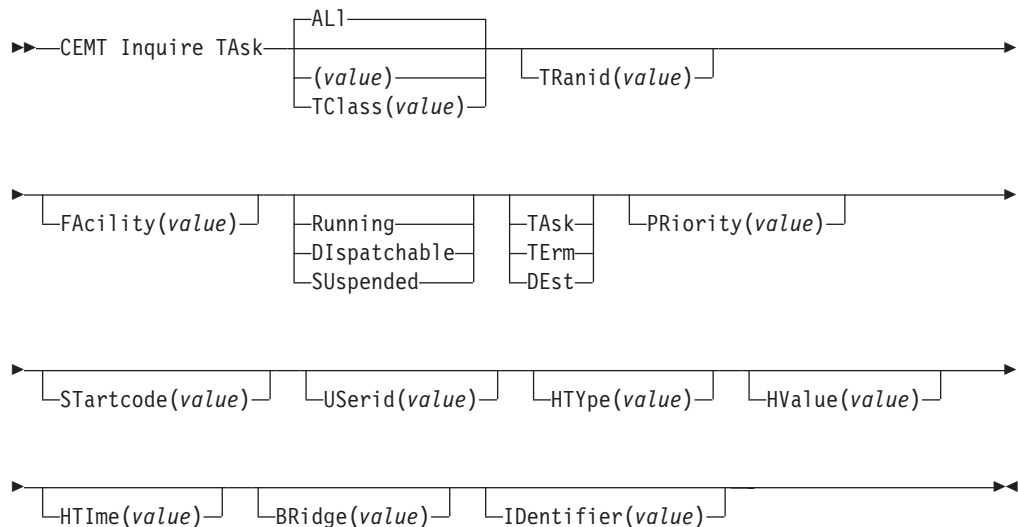 ALl
CEMT Inquire TAsk
(value)
TClass(value)
TRanid(value)
FAcility(value)
Running
DIspatchable
SUspended
TAsk
TErm
DEst
PRiority(value)
STartcode(value)
USerid(value)
HTYpe(value)
HValue(value)
HTIme(value)
BRidge(value)
IDentifier(value)